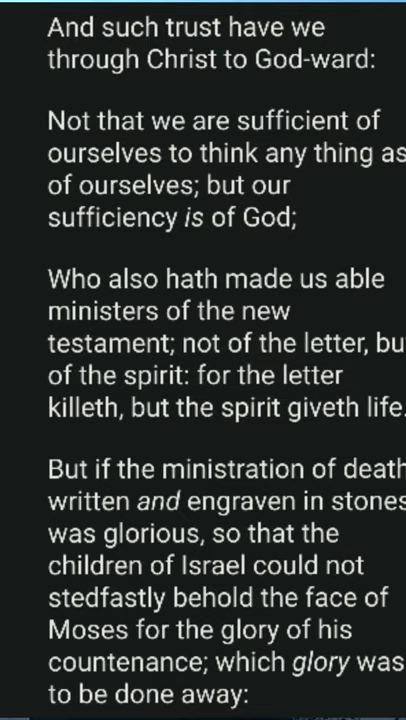 And such trust have we
through Christ to God-ward:
Not that we are sufficient of
ourselves to think any thing as
of ourselves; but our
sufficiency is of God;
Who also hath made us able
ministers of the new
testament; not of the letter, bu
of the spirit: for the letter
killeth, but the spirit giveth life.
But if the ministration of death
written and engraven in stones
was glorious, so that the
children of Israel could not
stedfastly behold the face of
Moses for the glory of his
countenance; which glory was
to be done away: